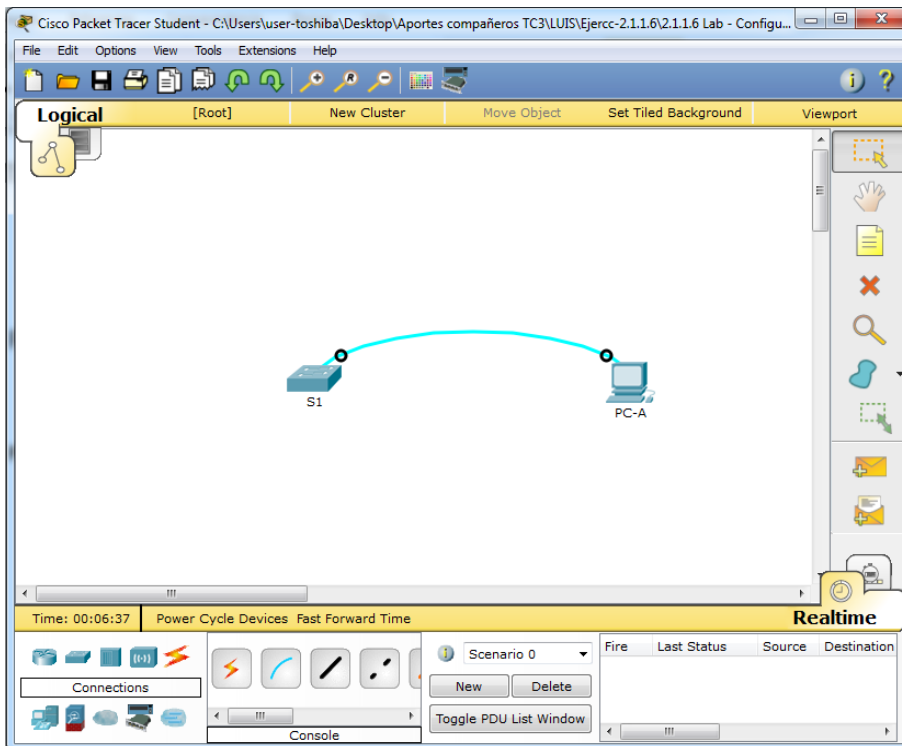 Cisco Packet Tracer Student - C:\Users\user-toshiba\Desktop\Aportes compañeros TC3\LUIS\Ejercc-2.1.1.6\2.1.1.6 Lab - Configu...
File Edit Options View Tools Extensions Help
Logical [Root] New Cluster Move Object Set Tiled Background Viewport
S1
PC-A
Time: 00:06:37 Power Cycle Devices Fast Forward Time Realtime
Scenario 0
Fire Last Status Source Destination
Connections
New Delete
Toggle PDU List Window
Console